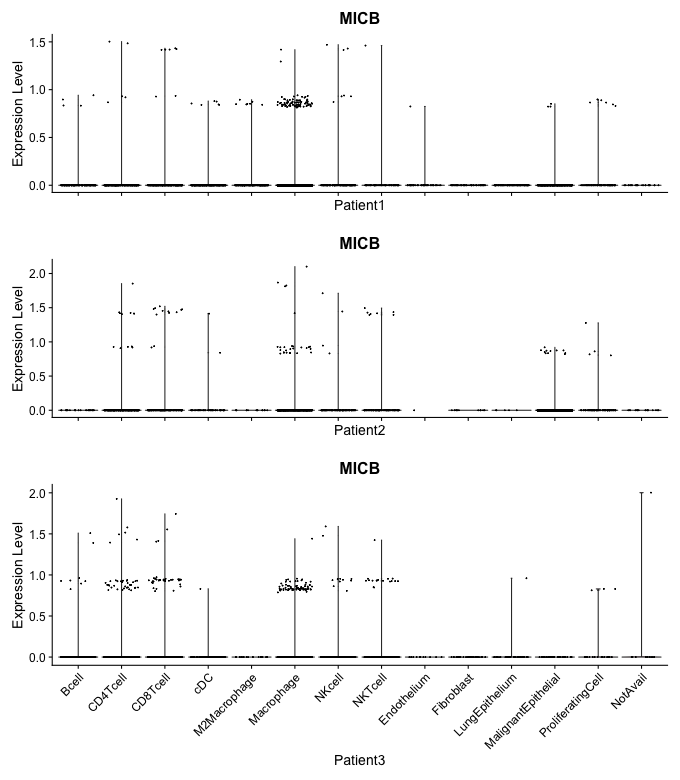 MICB
Expression Level
1.5
1.0
0.5
0.0
Patient1
MICB
Expression Level
2.0
1.5
1.0
0.5
0.0
Patient2
MICB
Expression Level
2.0
1.5
1.0
0.5
0.0
Bcell
CD4Tcell
CD8Tcell
cDC
M2Macrophage
Macrophage
NKcell
NKTcell
Endothelium
Fibroblast
LungEpithelium
MalignantEpithelial
ProliferatingCell
NotAvail
Patient3